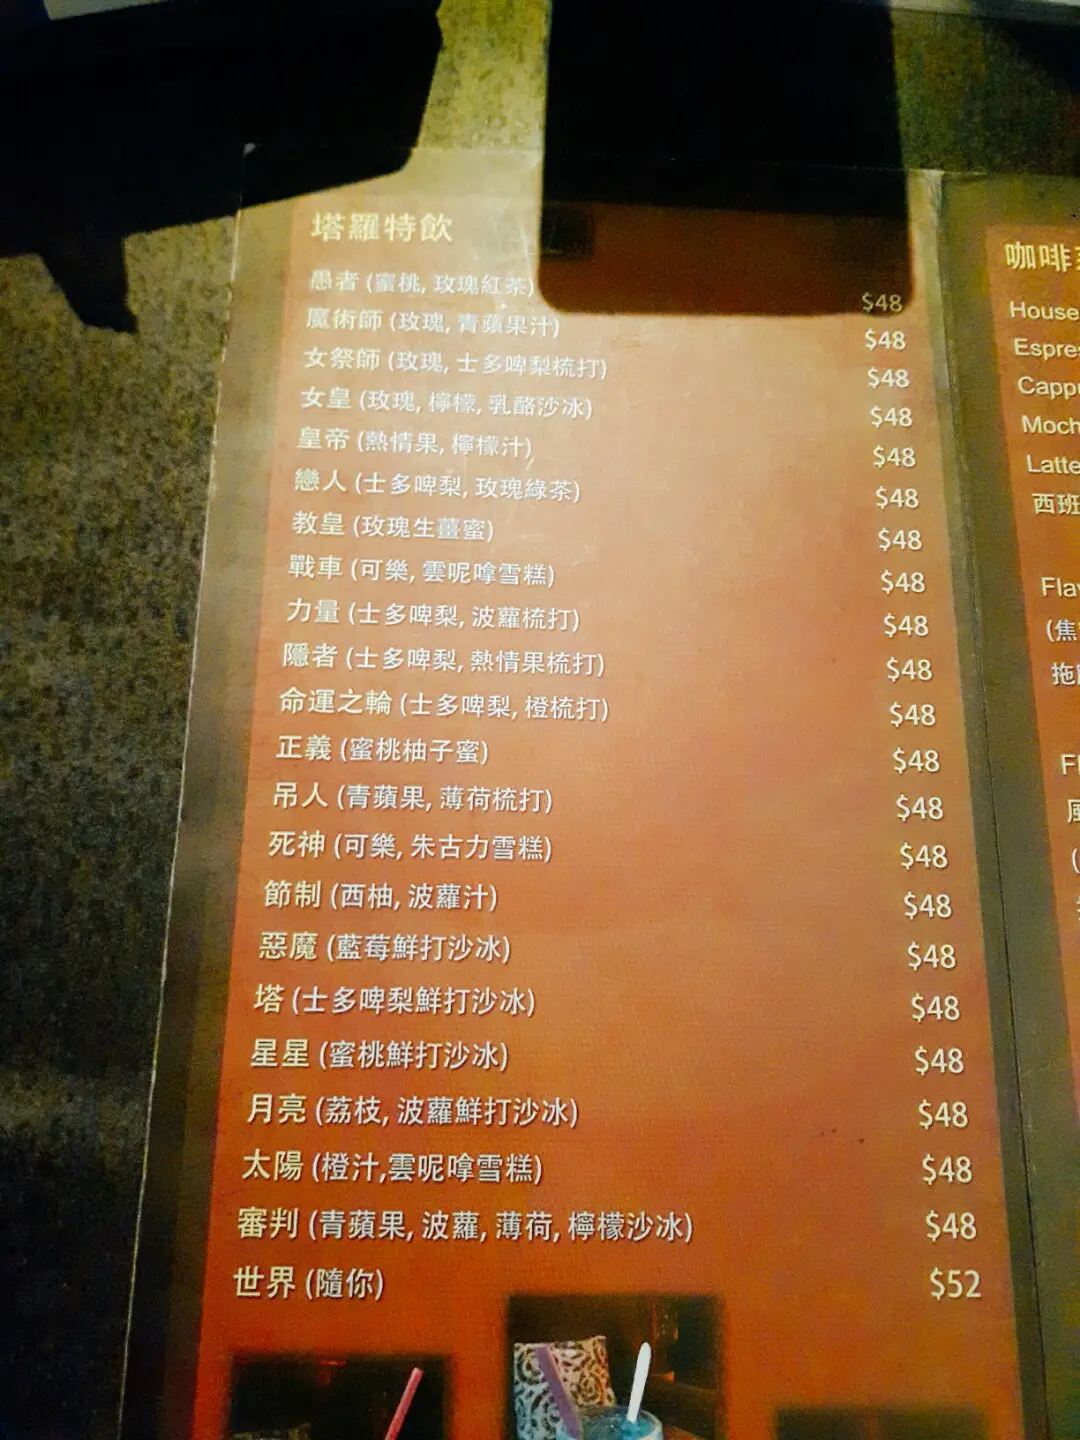 塔羅特飲
愚者 (蜜桃, 玫瑰紅茶) $48
魔術師 (玫瑰, 青蘋果汁) $48
女祭師 (玫瑰, 士多啤梨梳打) $48
女皇 (玫瑰, 檸檬, 乳酪沙冰) $48
皇帝 (熱情果, 檸檬汁) $48
戀人 (士多啤梨, 玫瑰綠茶) $48
教皇 (玫瑰生薑蜜) $48
戰車 (可樂, 雲呢嗱雪糕) $48
力量 (士多啤梨, 波蘿梳打) $48
隱者 (士多啤梨, 熱情果梳打) $48
命運之輪 (士多啤梨, 橙梳打) $48
正義 (蜜桃柚子蜜) $48
吊人 (青蘋果, 薄荷梳打) $48
死神 (可樂, 朱古力雪糕) $48
節制 (西柚, 波蘿汁) $48
惡魔 (藍莓鮮打沙冰) $48
塔 (士多啤梨鮮打沙冰) $48
星星 (蜜桃鮮打沙冰) $48
月亮 (荔枝, 波蘿鮮打沙冰) $48
太陽 (橙汁,雲呢嗱雪糕) $48
審判 (青蘋果, 波蘿, 薄荷, 檸檬沙冰) $48
世界 (隨你) $52
咖啡
House
Espre
Capp
Moch
Latte
西班
Fla
(焦